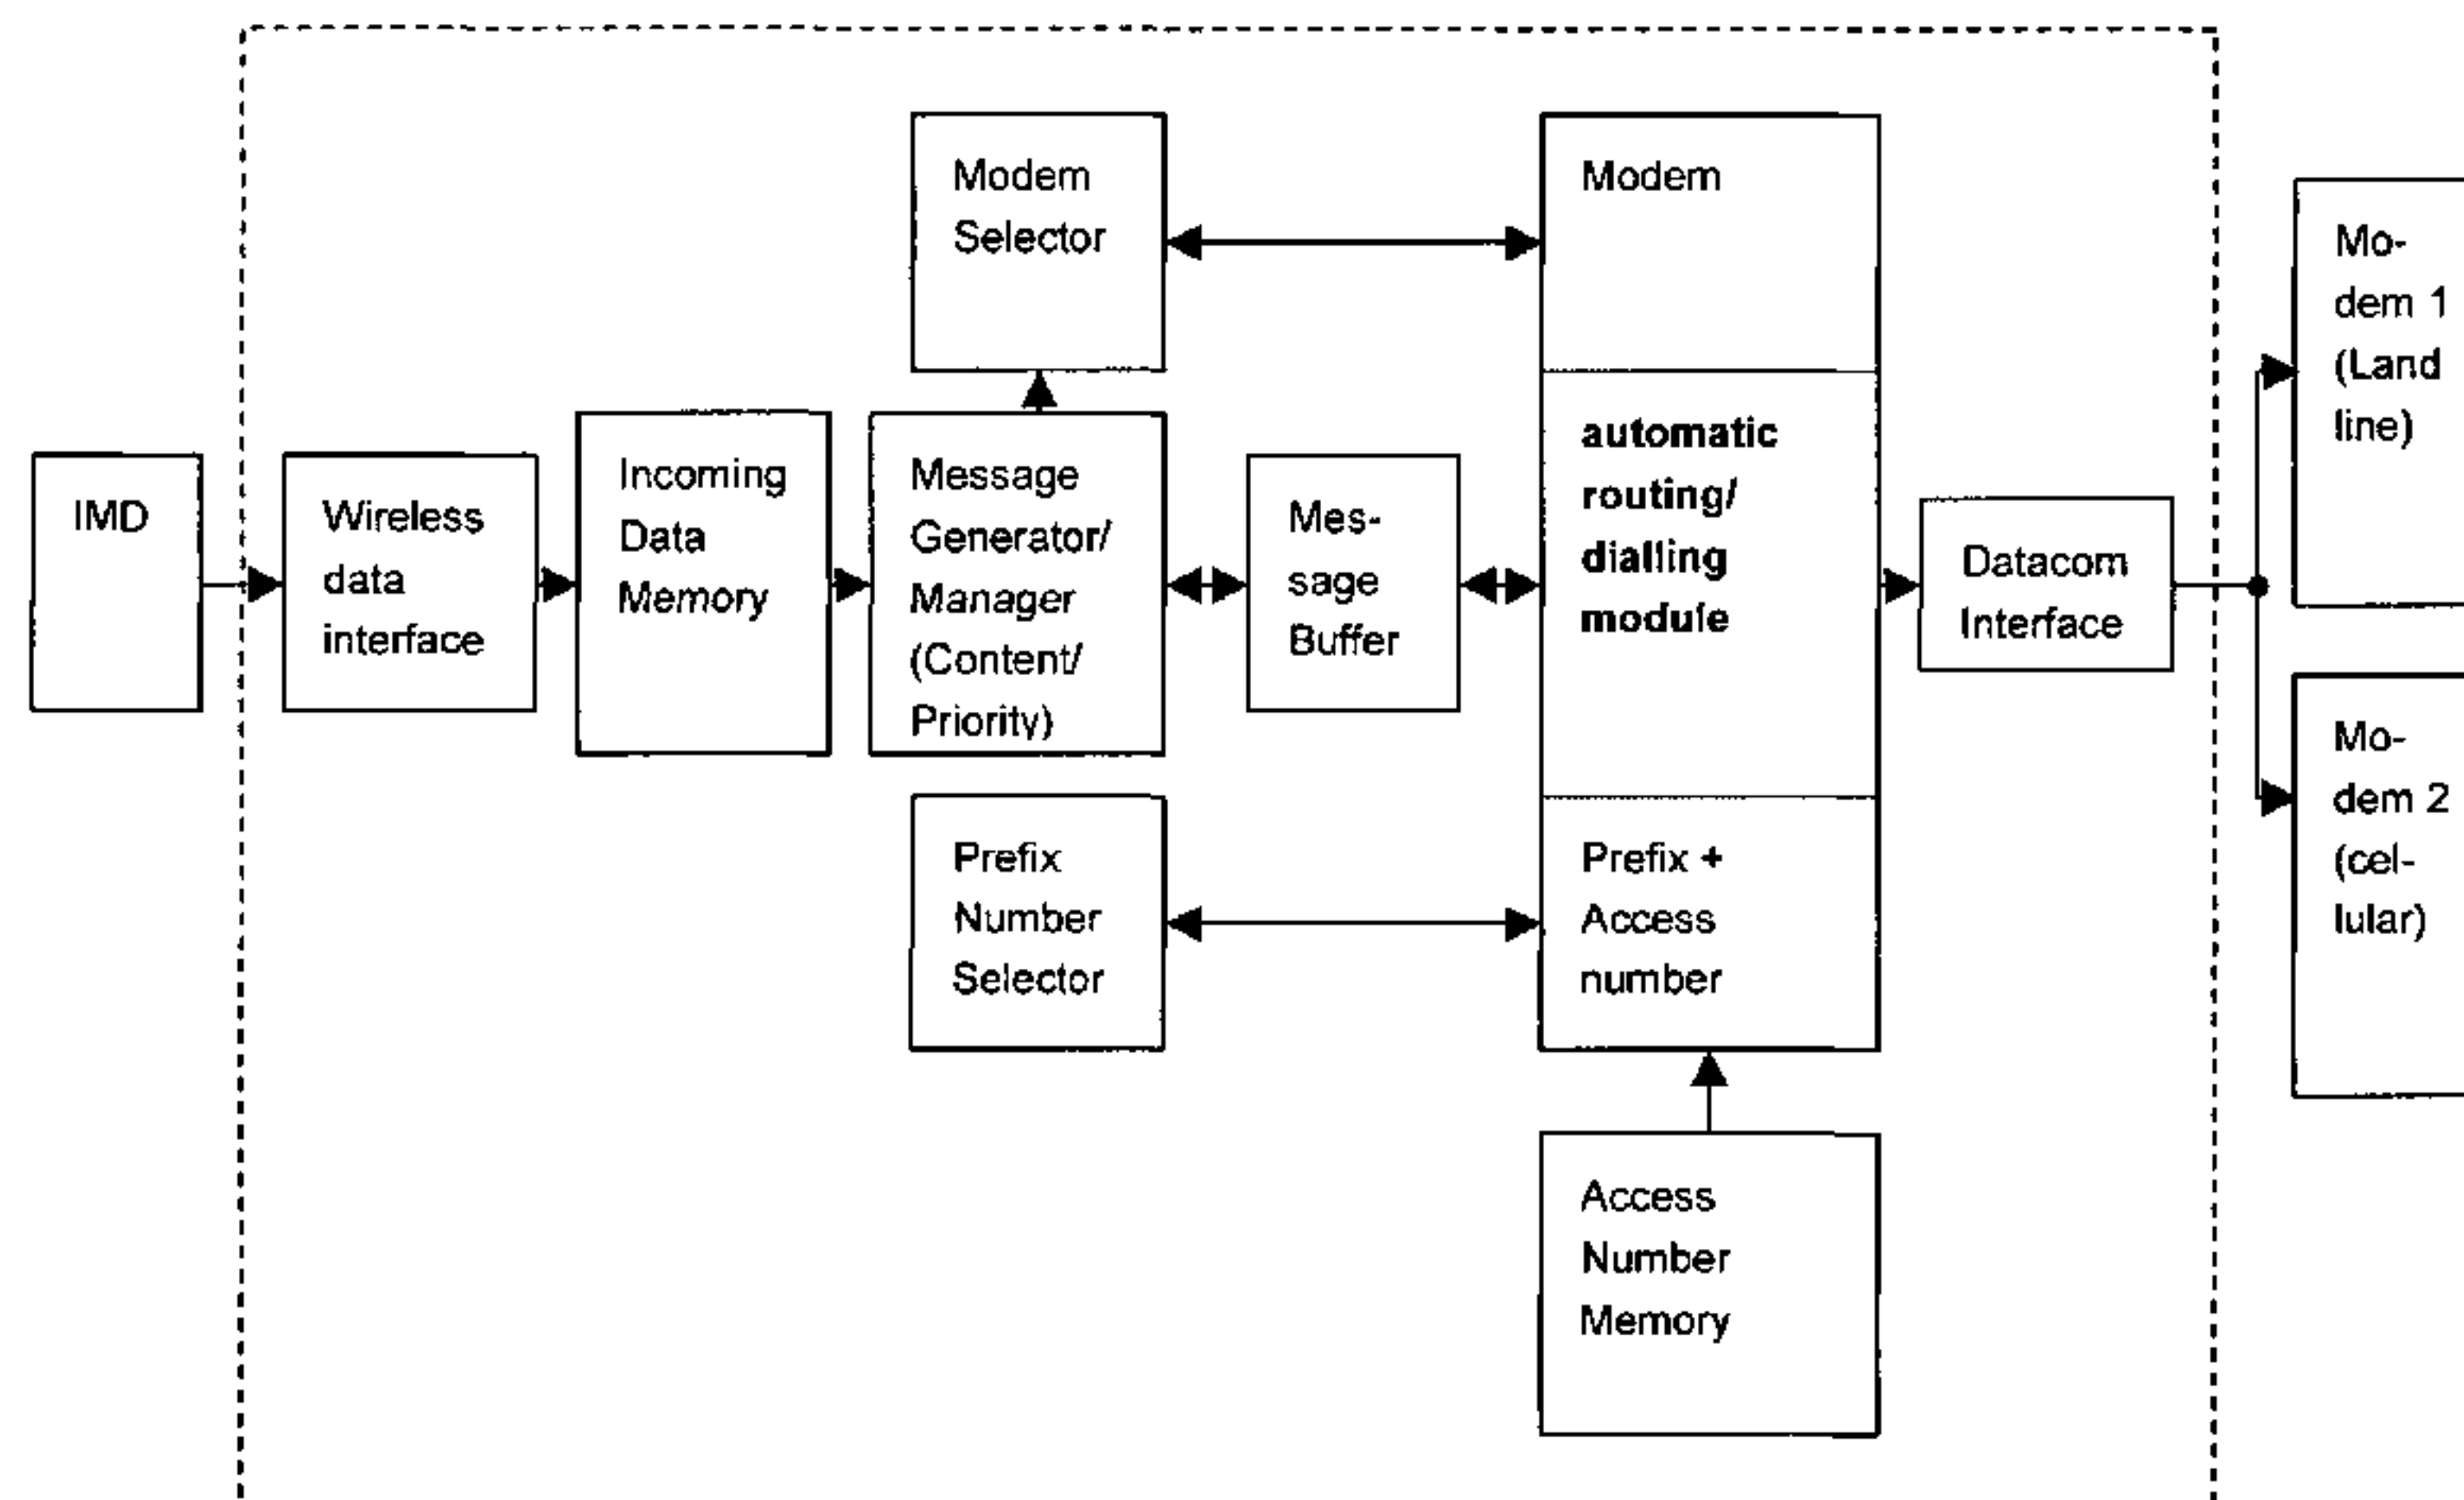 Modem
Selector
Modem
Mo-
dem 1
(Land
line)
IMD
Wireless
data
interface
Incoming
Data
Memory
Message
Generator/
Manager
(Content/
Priority)
Mes-
sage
Buffer
automatic
routing/
dialling
module
Datacom
Interface
Mo-
dem 2
(cel-
lular)
Prefix
Number
Selector
Prefix +
Access
number
Access
Number
Memory